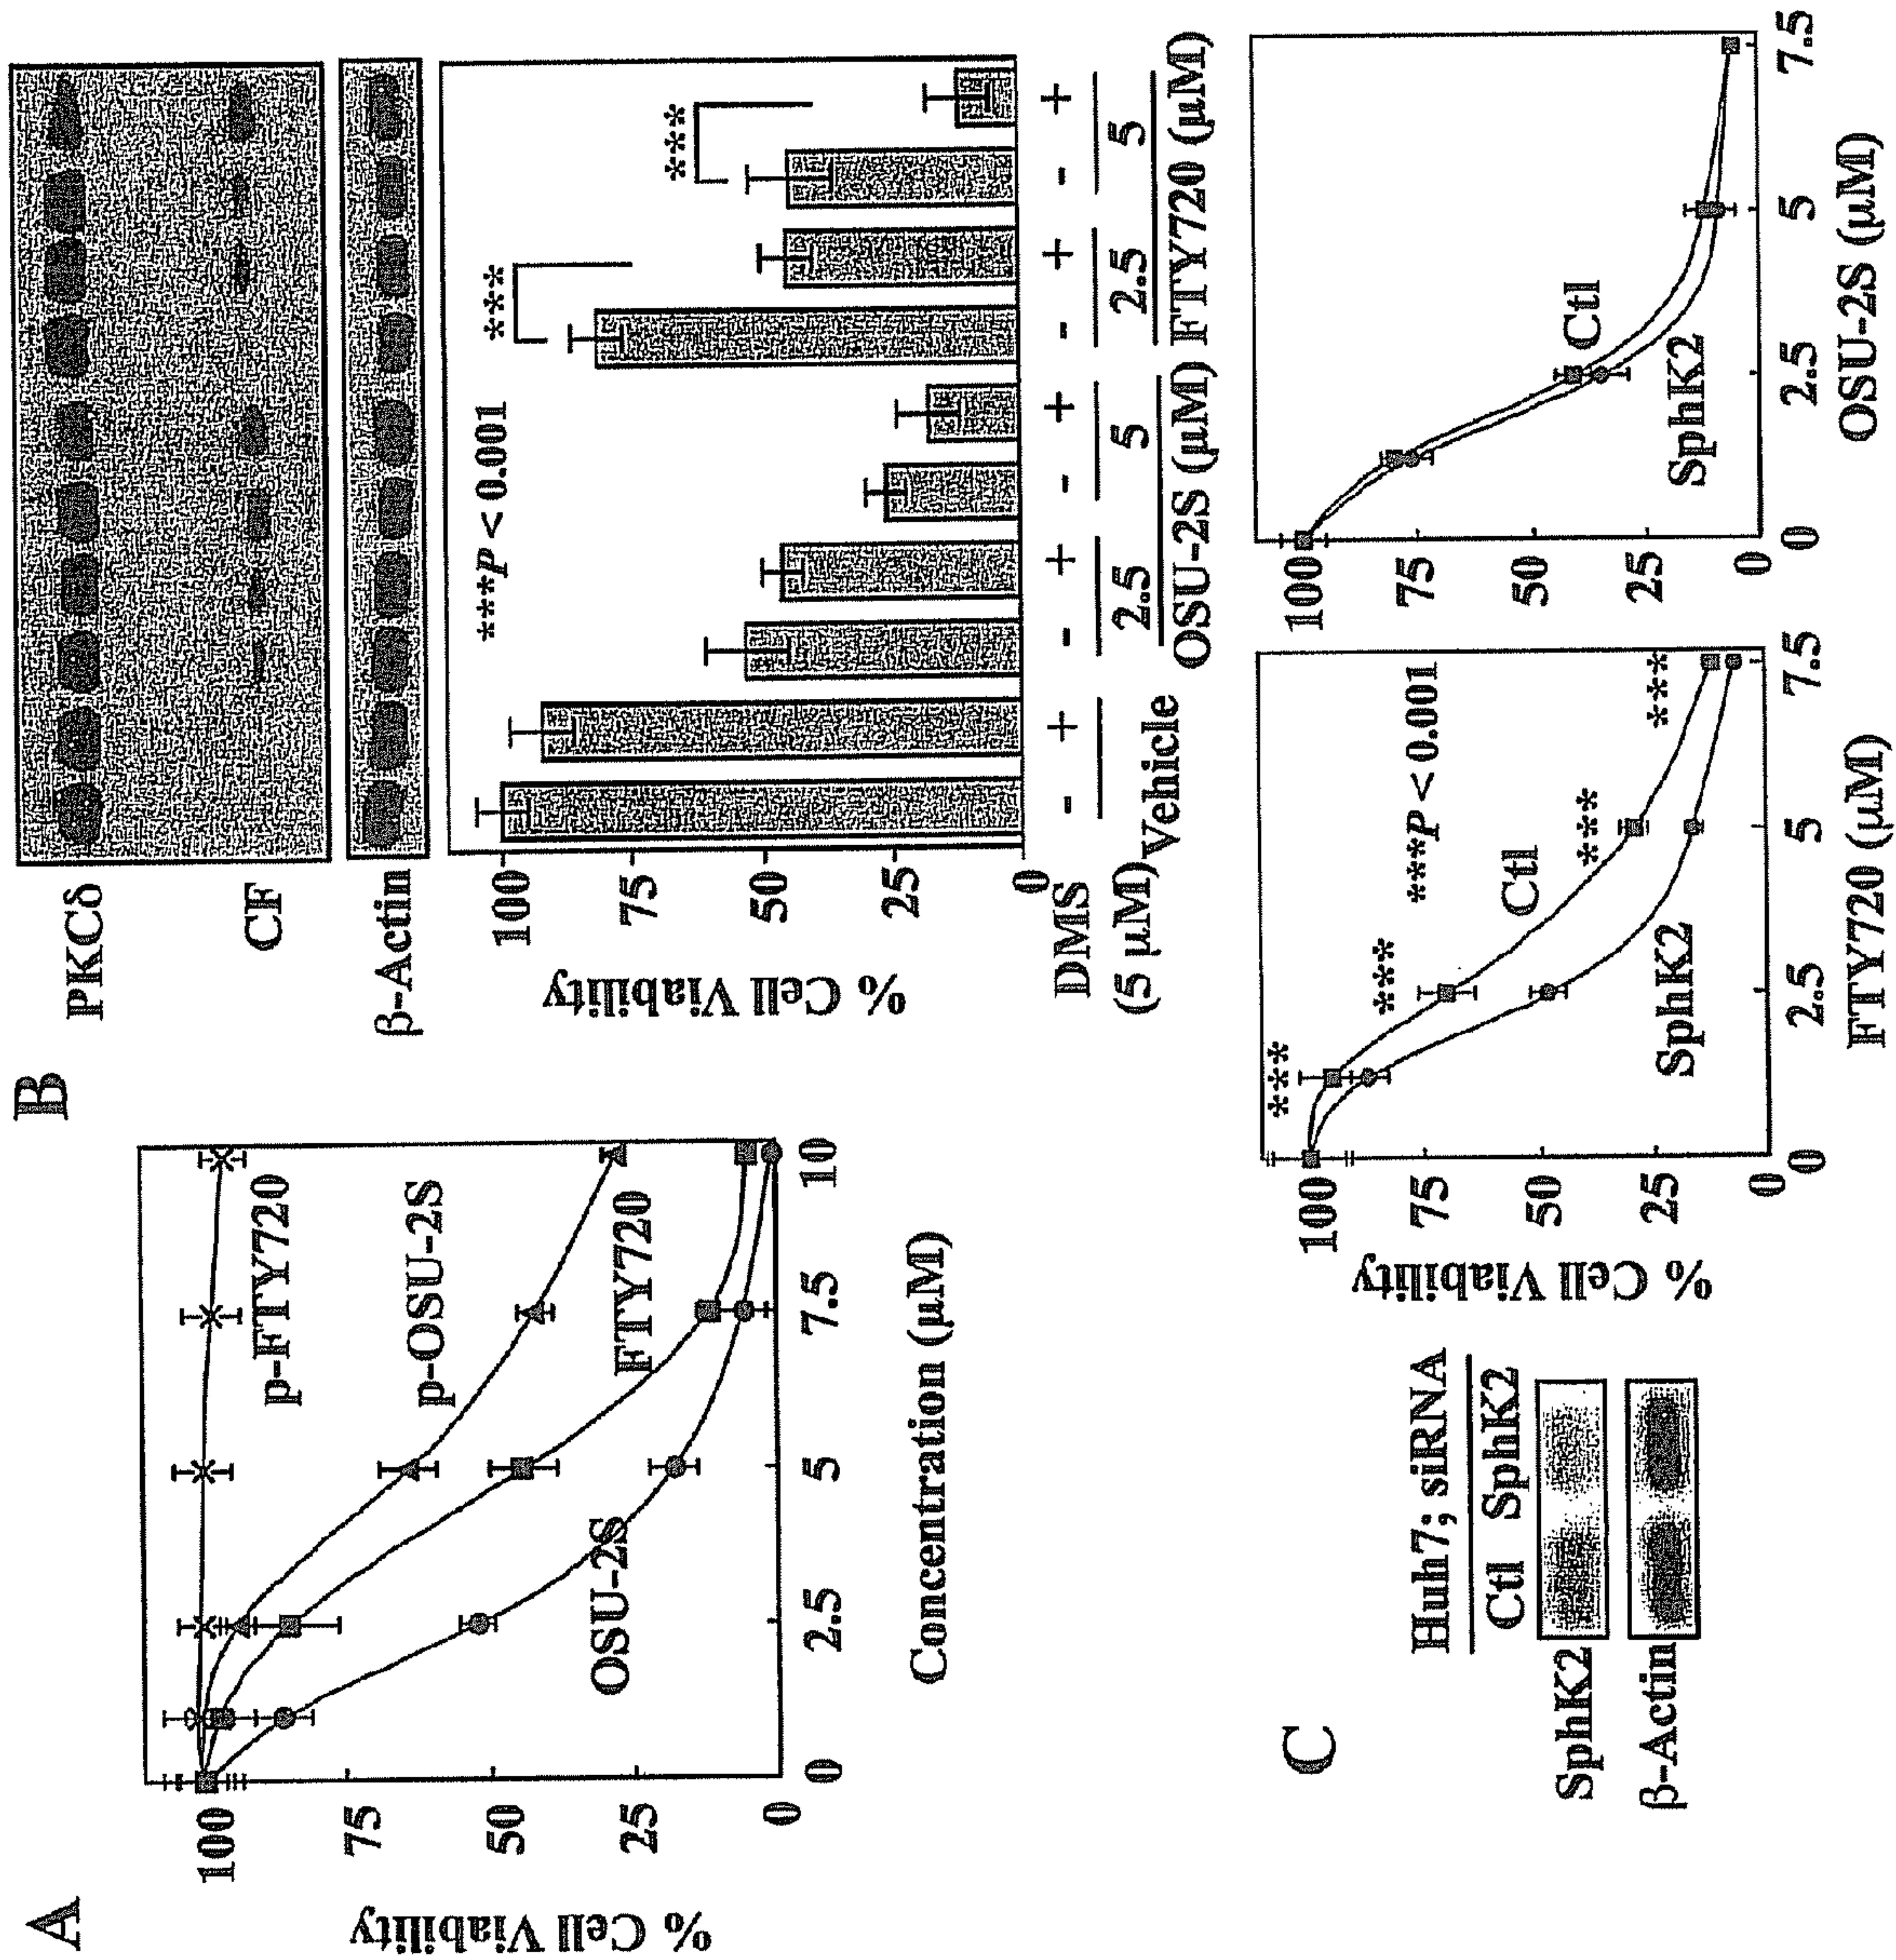 A
% Cell Viability
100
75
50
25
0
p-FTY720
p-OSU-2S
FTY720
OSU-2S
0 2.5 5 7.5 10
Concentration (µM)
B
PKCδ
CF
β-Actin
% Cell Viability
100
75
50
25
0
***P < 0.001
*** ***
DMS - + - + - + - + - +
(5 µM) Vehicle 2.5 5 2.5 5
OSU-2S (µM) FTY720 (µM)
C
Huh7; siRNA
Ctl SphK2
SphK2
β-Actin
% Cell Viability
100
75
50
25
0
*** *** *** ***
***P < 0.001
Ctl
SphK2
0 2.5 5 7.5
FTY720 (µM)
100
75
50
25
0
Ctl
SphK2
0 2.5 5 7.5
OSU-2S (µM)